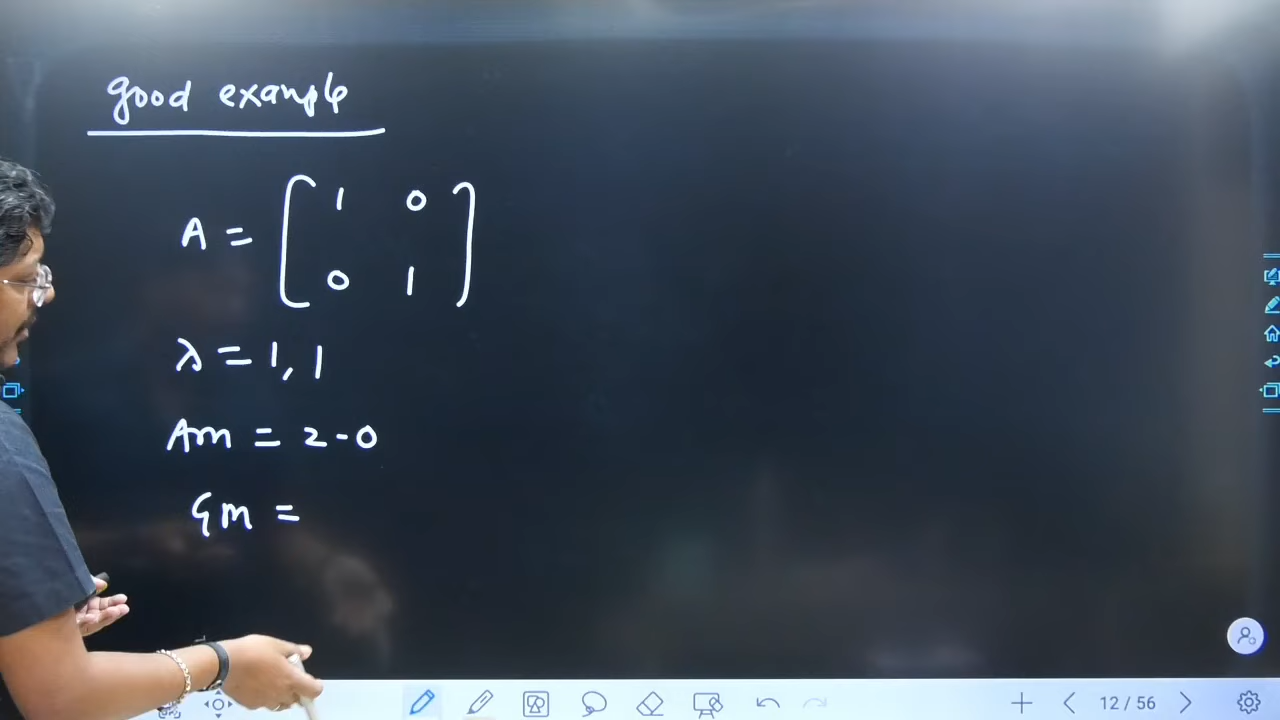 good example
A = [ 1 0
0 1 ]
λ = 1, 1
Am = 2-0
Gm =
12 / 56